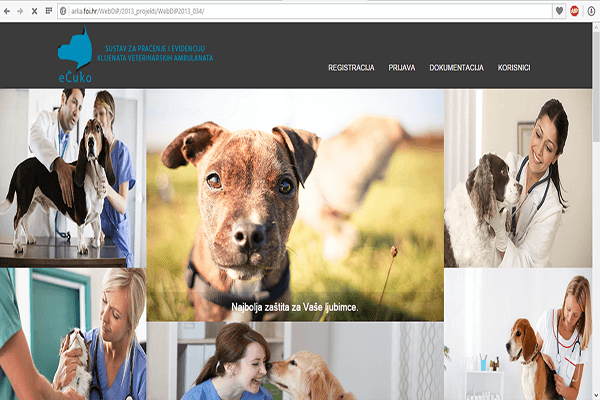 arka.foi.hr/WebDiP/2013_projekti/WebDiP2013_034/
SUSTAV ZA PRAĆENJE I EVIDENCIJU
KLIJENATA VETERINARSKIH AMBULANATA
eČuko
REGISTRACIJA PRIJAVA DOKUMENTACIJA KORISNICI
Najbolja zaštita za Vaše ljubimce.